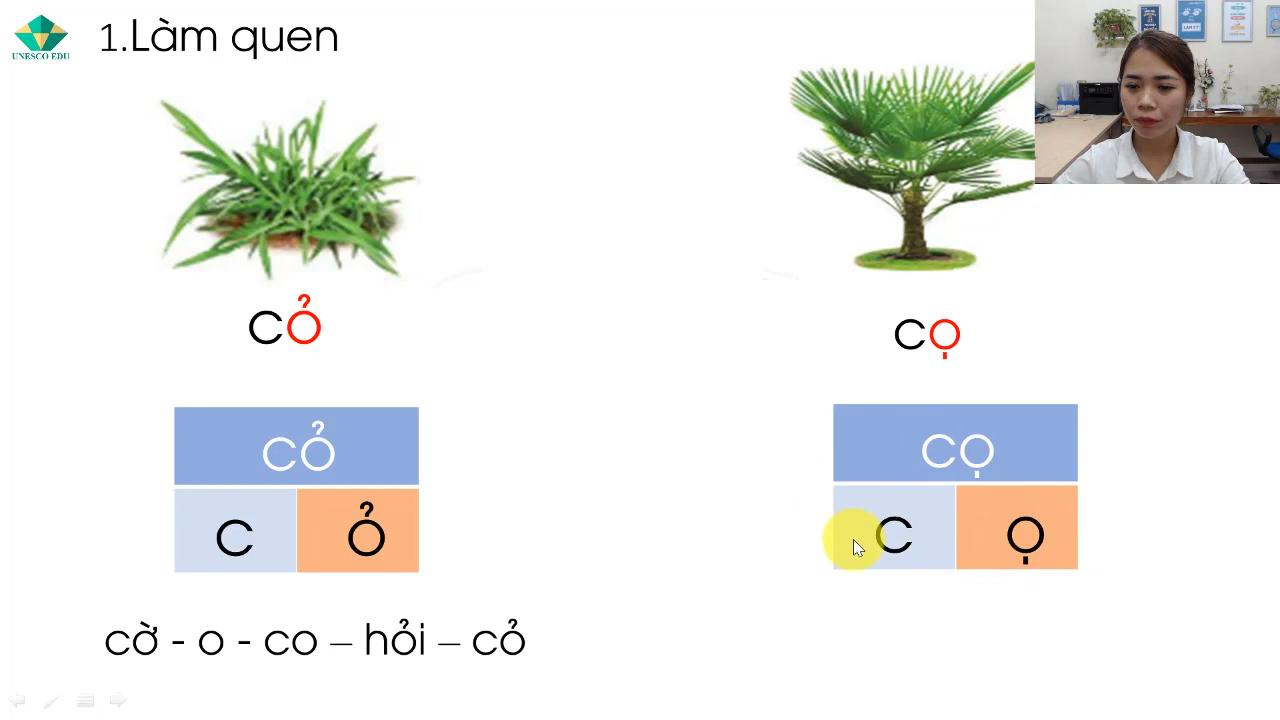 UNESCO EDU
1.Làm quen
cỏ
cọ
cỏ
c ỏ
cọ
c ọ
cờ - o - co – hỏi – cỏ